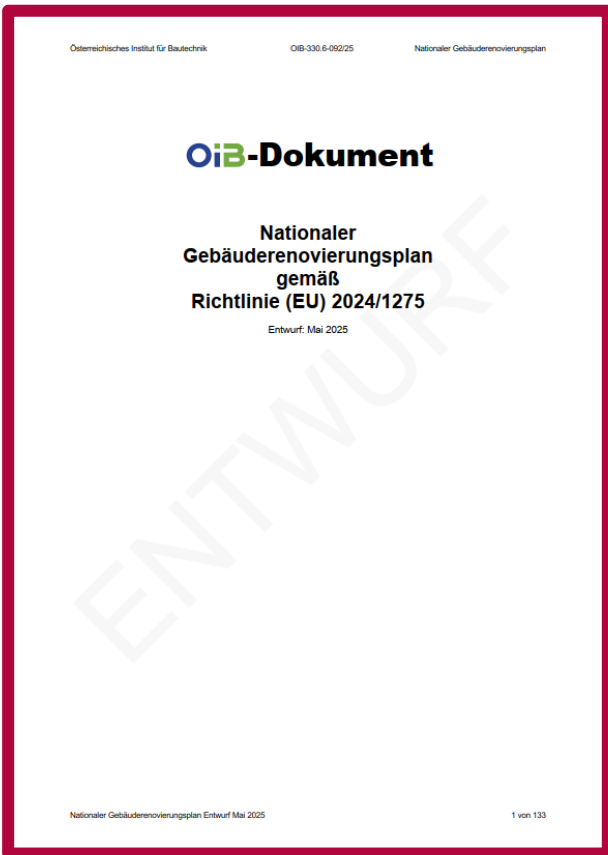 Österreichisches Institut für Bautechnik OIB-330.6-092/25 Nationaler Gebäuderenovierungsplan
OiB-Dokument
Nationaler
Gebäuderenovierungsplan
gemäß
Richtlinie (EU) 2024/1275
Entwurf: Mai 2025
ENTWURF
Nationaler Gebäuderenovierungsplan Entwurf Mai 2025 1 von 133